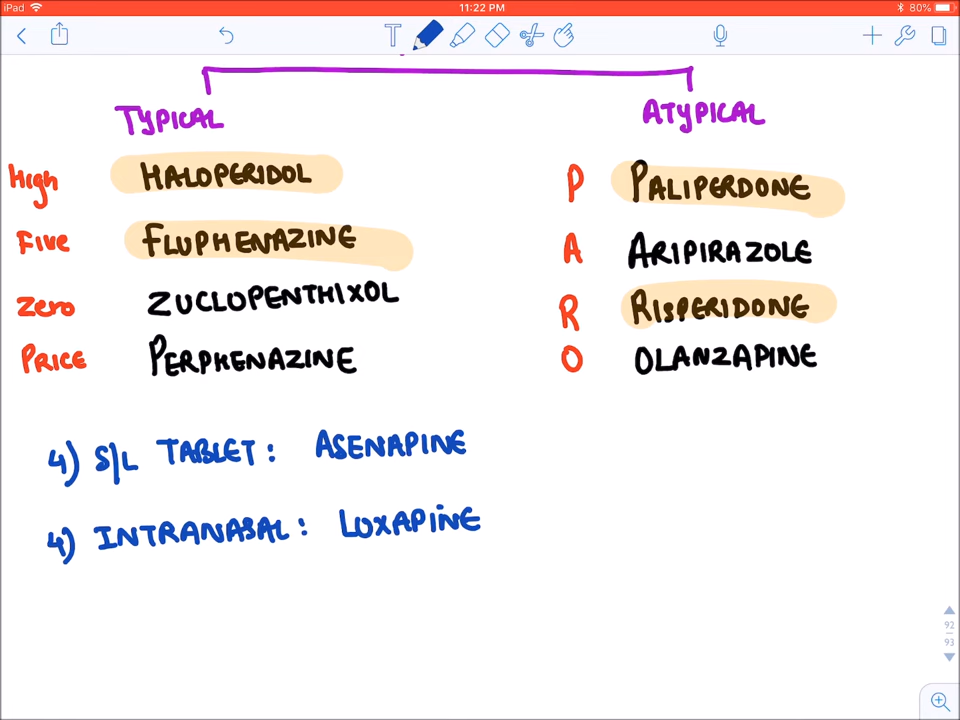 iPad 11:22 PM 80%
T
TYPICAL ATYPICAL
High HALOPERIDOL P PALIPERDONE
FIVE FLUPHENAZINE A ARIPIRAZOLE
ZERO ZUCLOPENTHIXOL R RISPERIDONE
PRICE PERPHENAZINE O OLANZAPINE
4) S/L TABLET: ASENAPINE
4) INTRANASAL: LOXAPINE
92
93